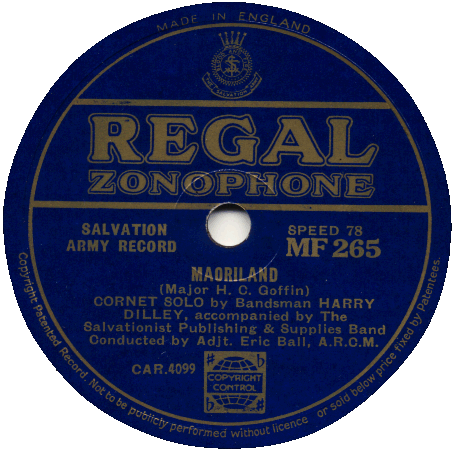 MADE IN ENGLAND
REGAL
ZONOPHONE
SALVATION
ARMY RECORD
SPEED 78
MF 265
MAORILAND
(Major H. C. Goffin)
CORNET SOLO by Bandsman HARRY
DILLEY, accompanied by The
Salvationist Publishing & Supplies Band
Conducted by Adjt. Eric Ball, A.R.C.M.
CAR.4099
COPYRIGHT
CONTROL
Copyright Patented Record. Not to be publicly performed without licence or sold below price fixed by Patentees.